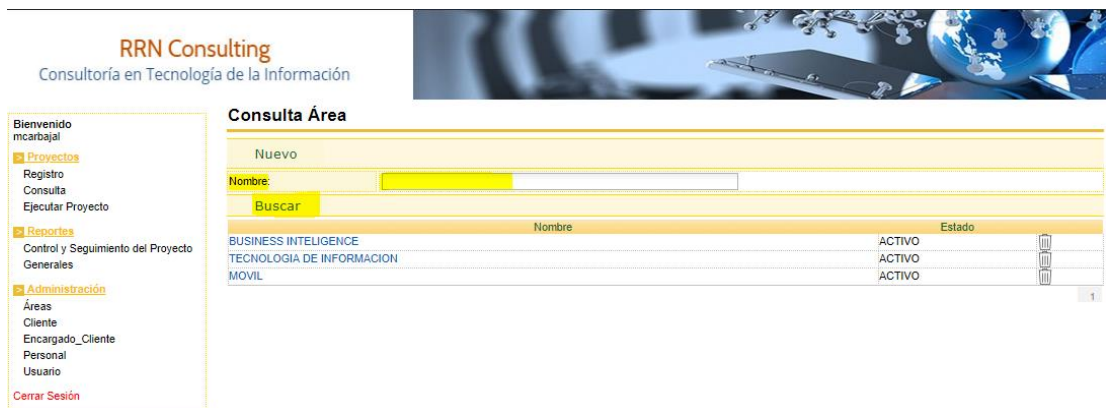 RRN Consulting
Consultoría en Tecnología de la Información
Bienvenido
mcarbajal
Proyectos
Registro
Consulta
Ejecutar Proyecto
Reportes
Control y Seguimiento del Proyecto
Generales
Administración
Áreas
Cliente
Encargado_Cliente
Personal
Usuario
Cerrar Sesión
Consulta Área
Nuevo
Nombre:
Buscar
Nombre Estado
BUSINESS INTELIGENCE ACTIVO
TECNOLOGIA DE INFORMACION ACTIVO
MOVIL ACTIVO
1